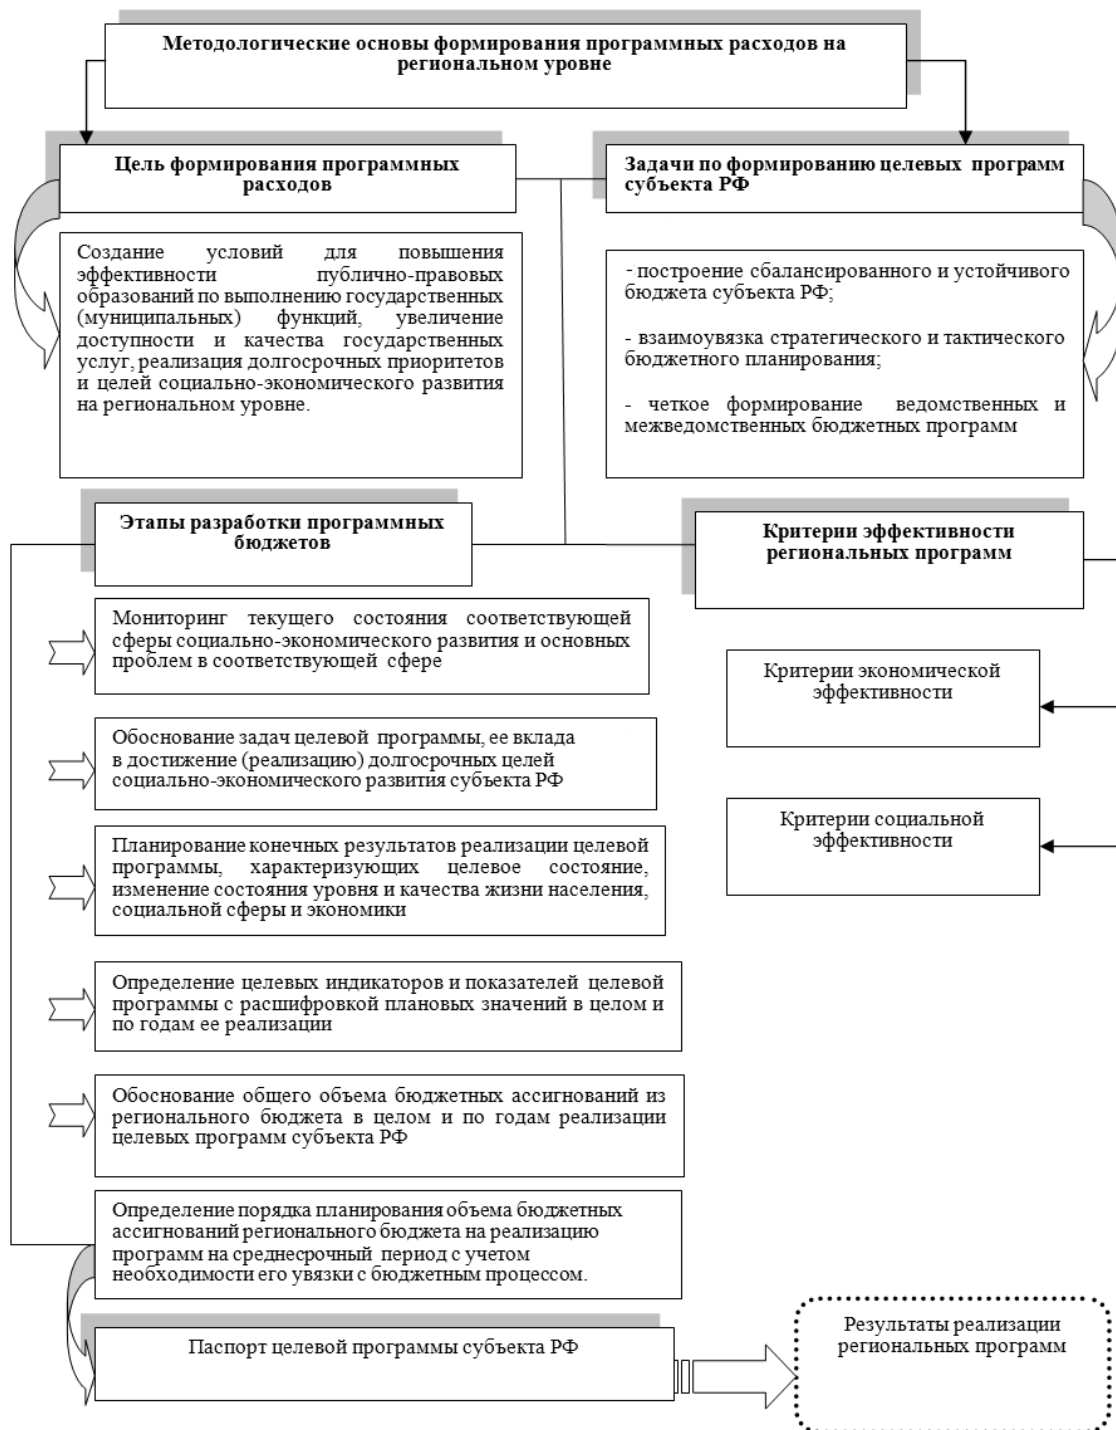 Методологические основы формирования программных расходов на
региональном уровне
Цель формирования программных
расходов
Задачи по формированию целевых программ
субъекта РФ
Создание условий для повышения
эффективности публично-правовых
образований по выполнению государственных
(муниципальных) функций, увеличение
доступности и качества государственных
услуг, реализация долгосрочных приоритетов
и целей социально-экономического развития
на региональном уровне.
- построение сбалансированного и устойчивого
бюджета субъекта РФ;
- взаимоувязка стратегического и тактического
бюджетного планирования;
- четкое формирование ведомственных и
межведомственных бюджетных программ
Этапы разработки программных
бюджетов
Критерии эффективности
региональных программ
Мониторинг текущего состояния соответствующей
сферы социально-экономического развития и основных
проблем в соответствующей сфере
Обоснование задач целевой программы, ее вклада
в достижение (реализацию) долгосрочных целей
социально-экономического развития субъекта РФ
Планирование конечных результатов реализации целевой
программы, характеризующих целевое состояние,
изменение состояния уровня и качества жизни населения,
социальной сферы и экономики
Определение целевых индикаторов и показателей целевой
программы с расшифровкой плановых значений в целом и
по годам ее реализации
Обоснование общего объема бюджетных ассигнований из
регионального бюджета в целом и по годам реализации
целевых программ субъекта РФ
Определение порядка планирования объема бюджетных
ассигнований регионального бюджета на реализацию
программ на среднесрочный период с учетом
необходимости его увязки с бюджетным процессом.
Паспорт целевой программы субъекта РФ
Критерии экономической
эффективности
Критерии социальной
эффективности
Результаты реализации
региональных программ